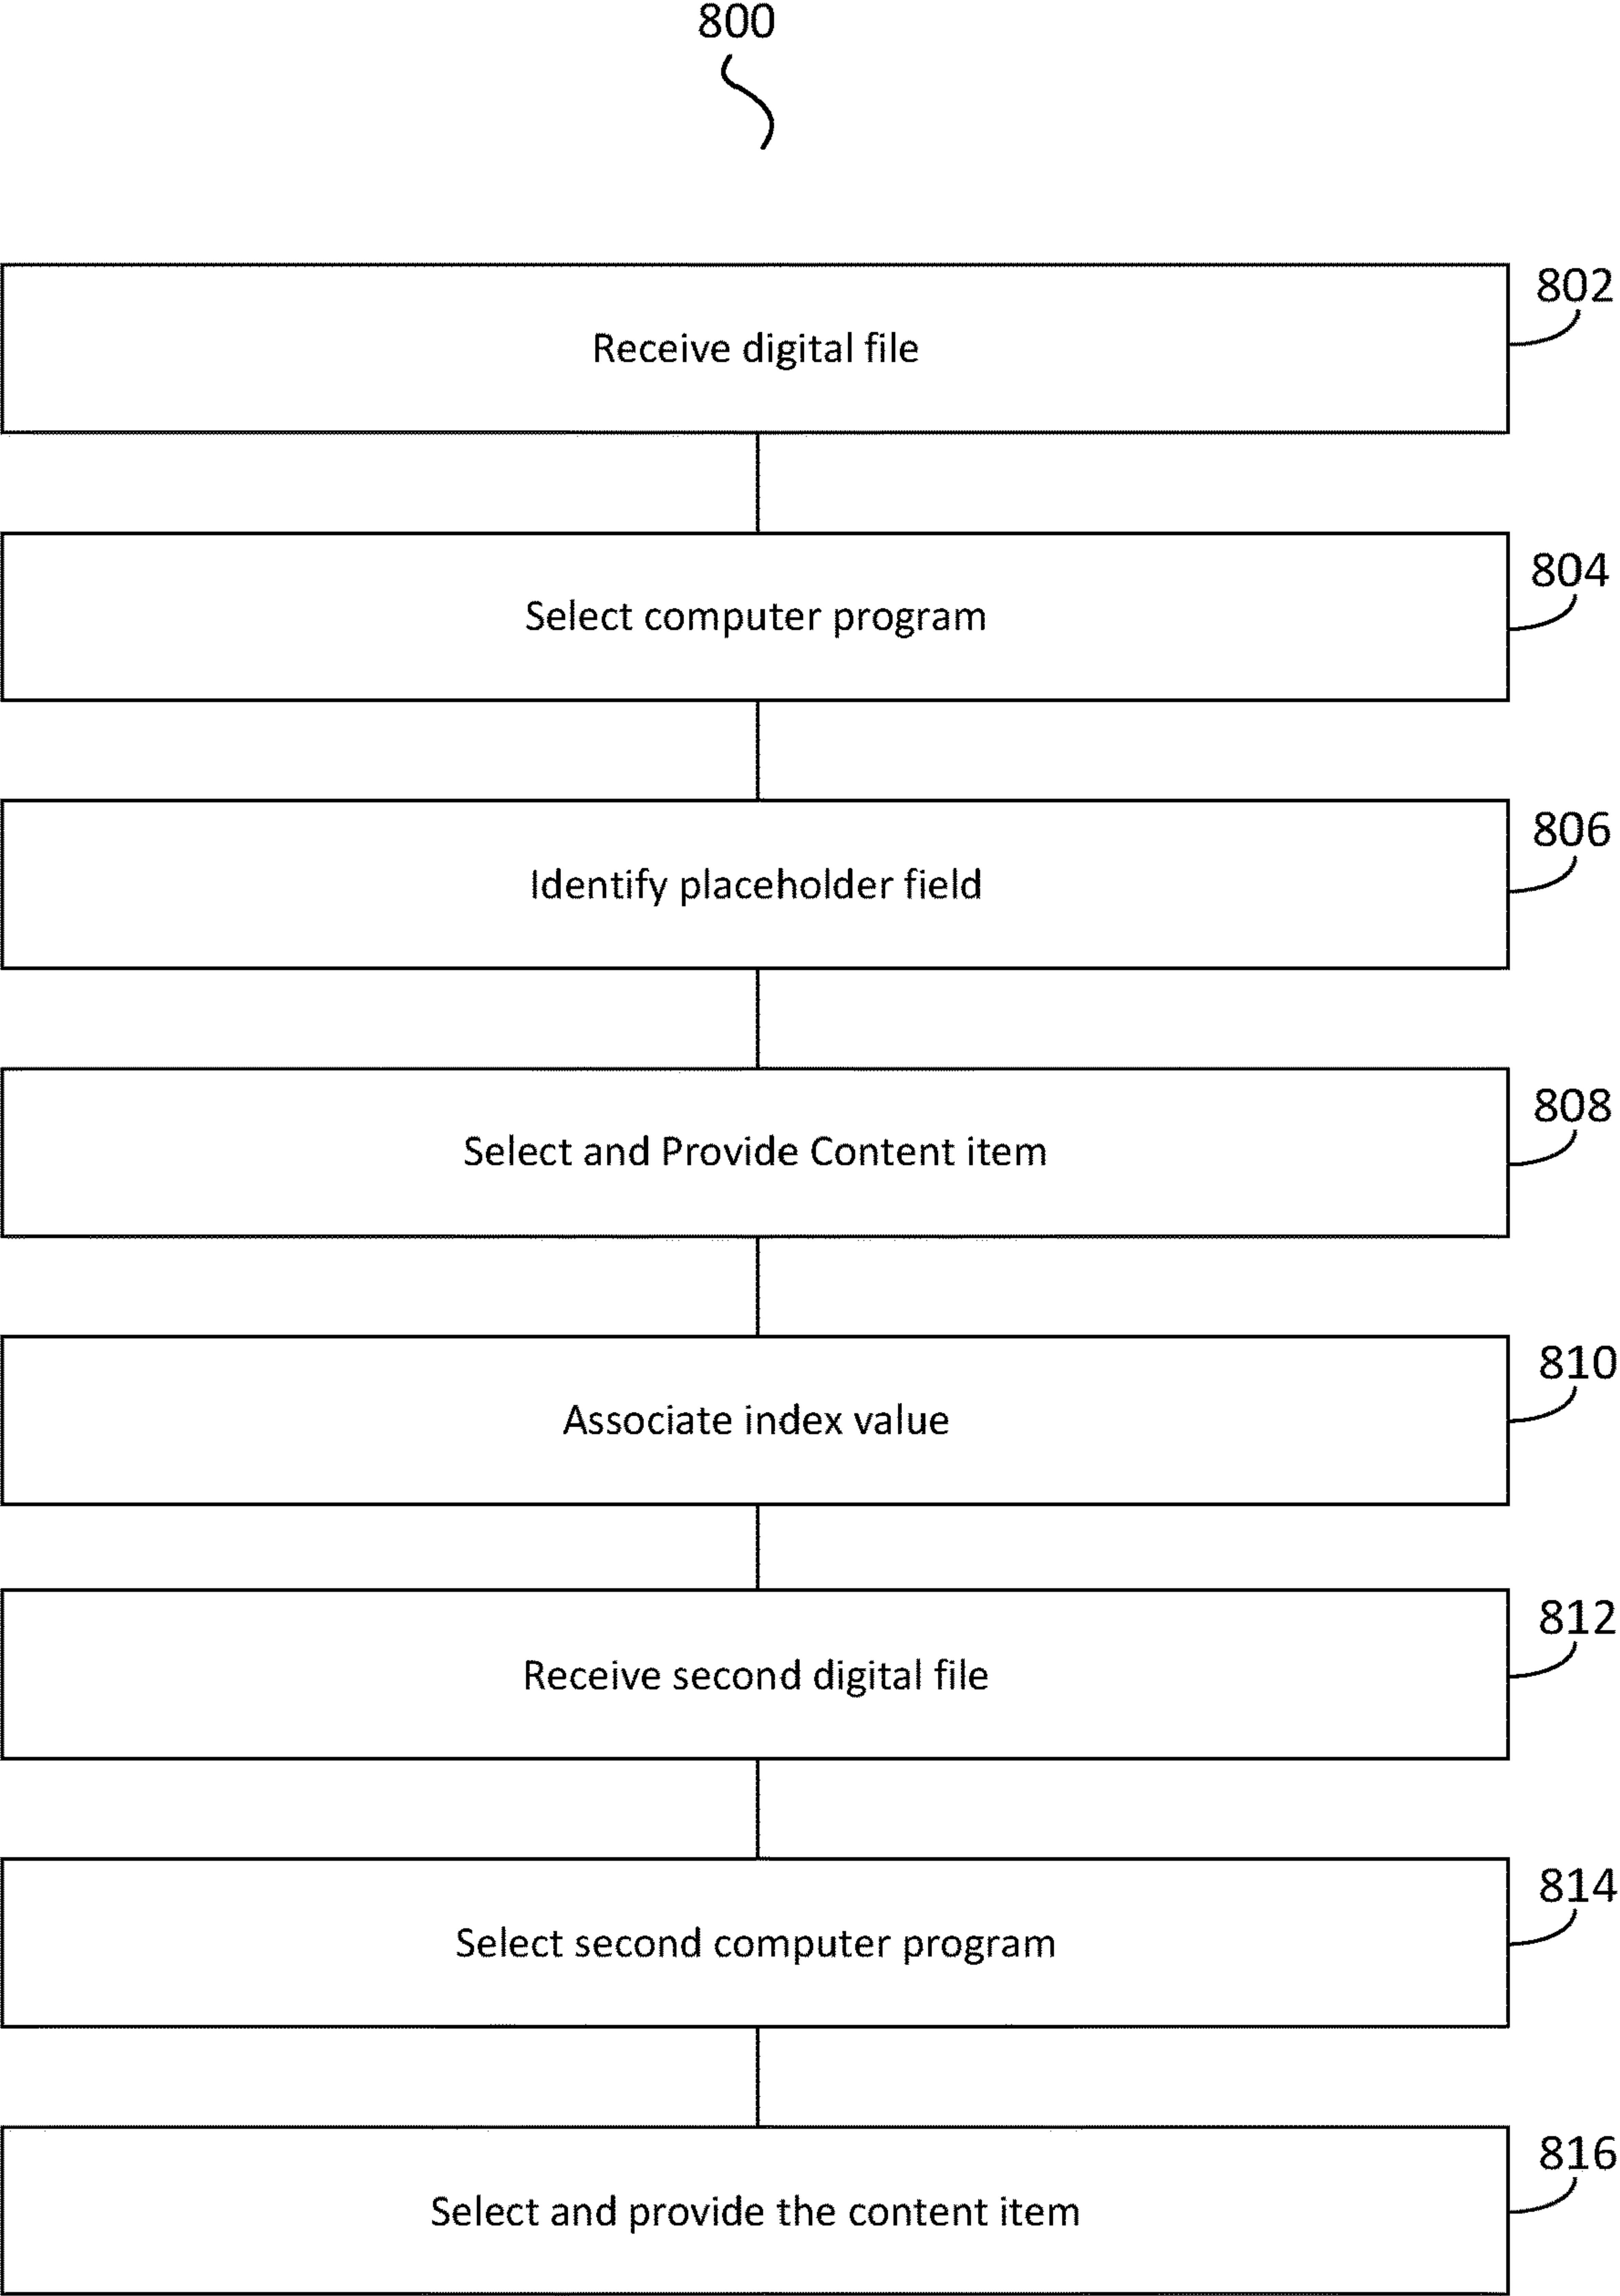 800
Receive digital file
802
Select computer program
804
Identify placeholder field
806
Select and Provide Content item
808
Associate index value
810
Receive second digital file
812
Select second computer program
814
Select and provide the content item
816